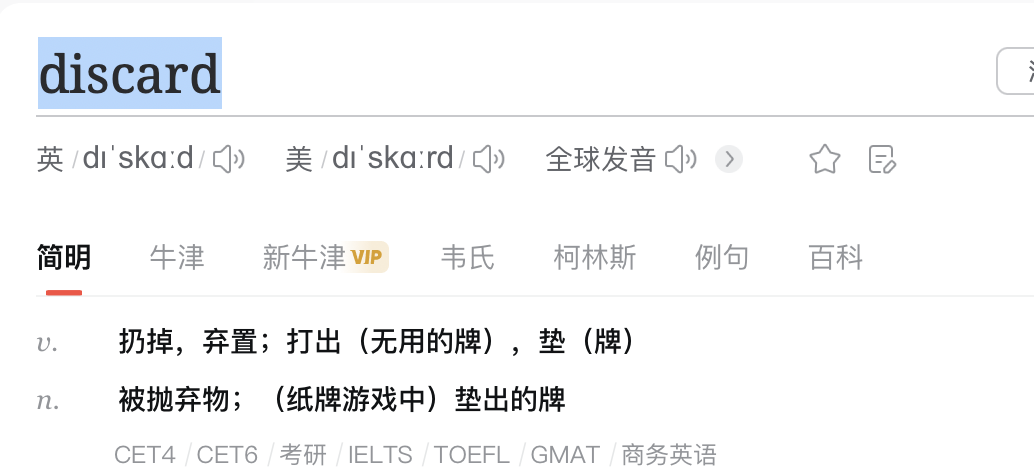 discard
英 /dɪˈskɑːd/ 美 /dɪˈskɑːrd/ 全球发音
简明 牛津 新牛津 VIP 韦氏 柯林斯 例句 百科
v. 扔掉，弃置；打出（无用的牌），垫（牌）
n. 被抛弃物；（纸牌游戏中）垫出的牌
CET4 / CET6 / 考研 / IELTS / TOEFL / GMAT / 商务英语